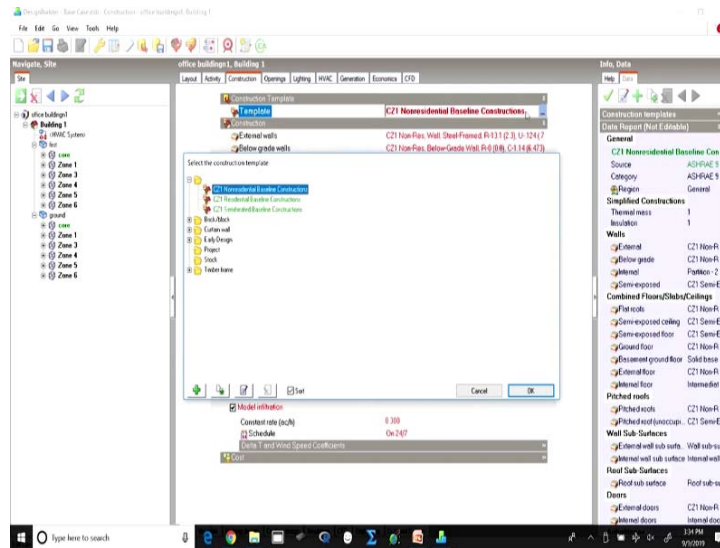 DesignBuilder - Base Case.dsb - Construction - office building1, Building 1
File Edit Go View Tools Help
Navigate, Site
Site
office building1
Building 1
HVAC System
first
core
Zone 1
Zone 3
Zone 4
Zone 5
Zone 6
ground
core
Zone 1
Zone 3
Zone 4
Zone 5
Zone 6
office building1, Building 1
Layout Activity Construction Openings Lighting HVAC Generation Economics CFD
Construction Template
Template CZ1 Nonresidential Baseline Constructions
Construction
External walls CZ1 Non-Res, Wall, Steel-Framed, R-13.1 (2.3), U-.124 (.7
Below grade walls CZ1 Non-Res, Below-Grade Wall, R-0 (0.0), C-1.14 (6.473)
Select the construction template
CZ1 Nonresidential Baseline Constructions
CZ1 Residential Baseline Constructions
CZ1 Semiheated Baseline Constructions
Brick/block
Curtain wall
Early Design
Project
Stock
Timber frame
Sort
Cancel OK
Model infiltration
Constant rate (ac/h) 0.300
Schedule On 24/7
Delta T and Wind Speed Coefficients
Cost
Info, Data
Help Data
Construction templates
Data Report (Not Editable)
General
CZ1 Nonresidential Baseline Con
Source ASHRAE 9
Category ASHRAE 9
Region General
Simplified Constructions
Thermal mass 1
Insulation 1
Walls
External CZ1 Non-R
Below grade CZ1 Non-R
Internal Partition - 2
Semi-exposed CZ1 Semi-E
Combined Floors/Slabs/Ceilings
Flat roofs CZ1 Non-R
Semi-exposed ceiling CZ1 Semi-E
Semi-exposed floor CZ1 Semi-E
Ground floor CZ1 Non-R
Basement ground floor Solid base
External floor CZ1 Non-R
Internal floor Intermediat
Pitched roofs
Pitched roofs CZ1 Non-R
Pitched roof (unoccupi.. CZ1 Semi-E
Wall Sub-Surfaces
External wall sub surfa.. Wall sub-su
Internal wall sub surface Internal wall
Roof Sub-Surfaces
Roof sub surface Roof sub-su
Doors
External doors CZ1 Non-R
Internal doors Internal doo
Type here to search
3:34 PM
9/3/2019